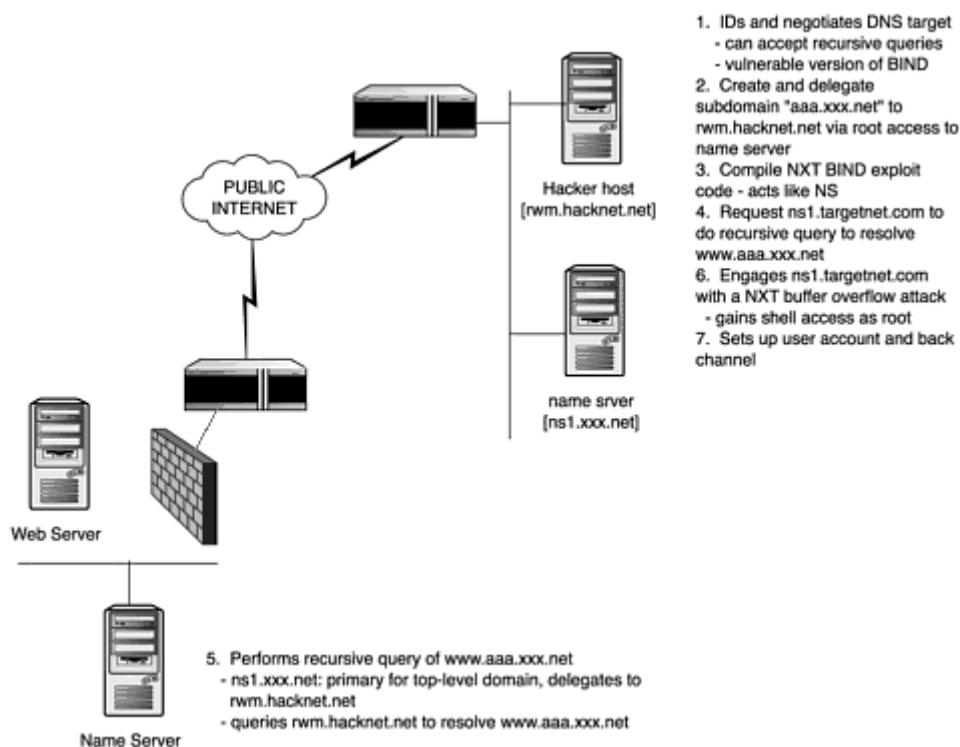 1. IDs and negotiates DNS target
- can accept recursive queries
- vulnerable version of BIND
2. Create and delegate
subdomain "aaa.xxx.net" to
rwm.hacknet.net via root access to
name server
3. Compile NXT BIND exploit
code - acts like NS
4. Request ns1.targetnet.com to
do recursive query to resolve
www.aaa.xxx.net
6. Engages ns1.targetnet.com
with a NXT buffer overflow attack
- gains shell access as root
7. Sets up user account and back
channel
PUBLIC
INTERNET
Hacker host
[rwm.hacknet.net]
name srver
[ns1.xxx.net]
Web Server
Name Server
5. Performs recursive query of www.aaa.xxx.net
- ns1.xxx.net: primary for top-level domain, delegates to
rwm.hacknet.net
- queries rwm.hacknet.net to resolve www.aaa.xxx.net